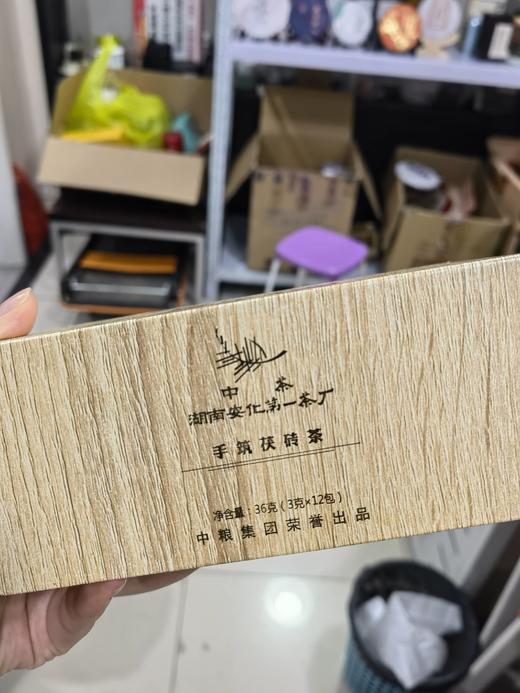 中 茶
湖南安化第一茶厂
手筑茯砖茶
净含量：36克（3克×12包）
中粮集团荣誉出品